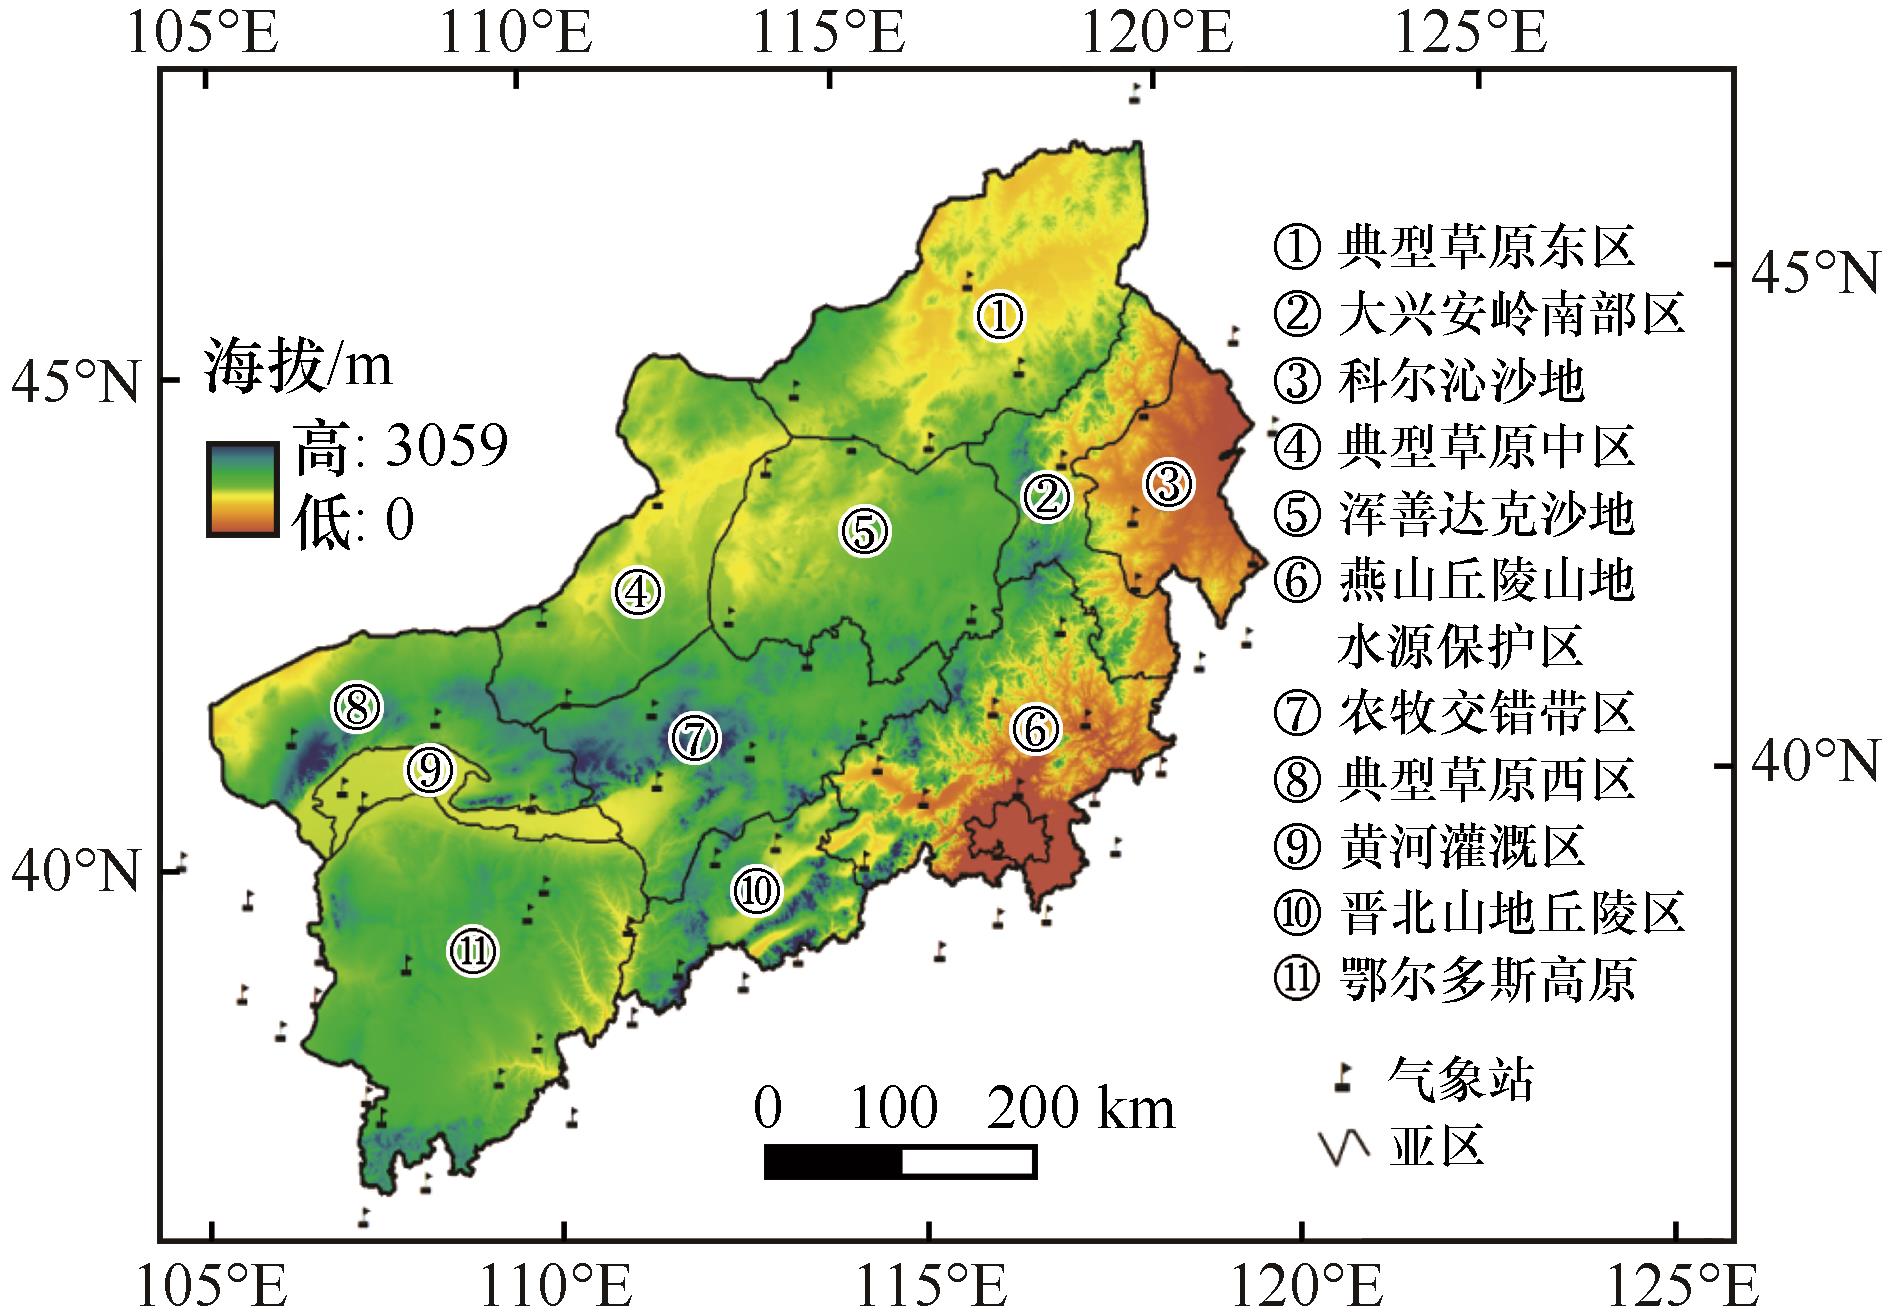 105°E 110°E 115°E 120°E 125°E
① 典型草原东区
45°N
② 大兴安岭南部区
海拔/m
45°N
③ 科尔沁沙地
高: 3059
④ 典型草原中区
低: 0
⑤ 浑善达克沙地
⑥ 燕山丘陵山地
水源保护区
⑦ 农牧交错带区
40°N
⑧ 典型草原西区
⑨ 黄河灌溉区
40°N
⑩ 晋北山地丘陵区
⑪ 鄂尔多斯高原
①
②
③
④
⑤
⑥
⑦
⑧
⑨
⑩
⑪
气象站
0 100 200 km
亚区
105°E 110°E 115°E 120°E 125°E